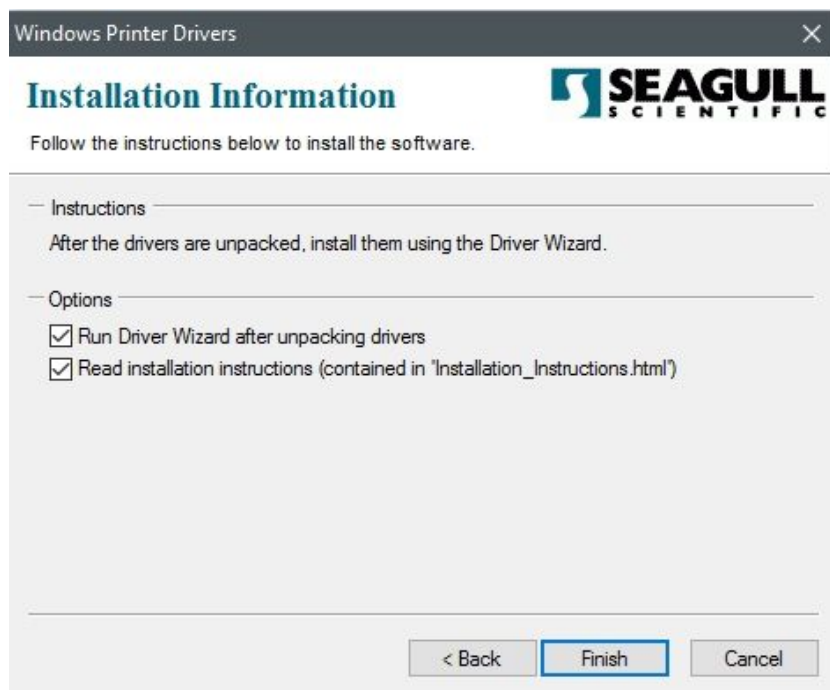 Windows Printer Drivers
Installation Information
SEAGULL
SCIENTIFIC
Follow the instructions below to install the software.
Instructions
After the drivers are unpacked, install them using the Driver Wizard.
Options
Run Driver Wizard after unpacking drivers
Read installation instructions (contained in 'Installation_Instructions.html')
< Back
Finish
Cancel